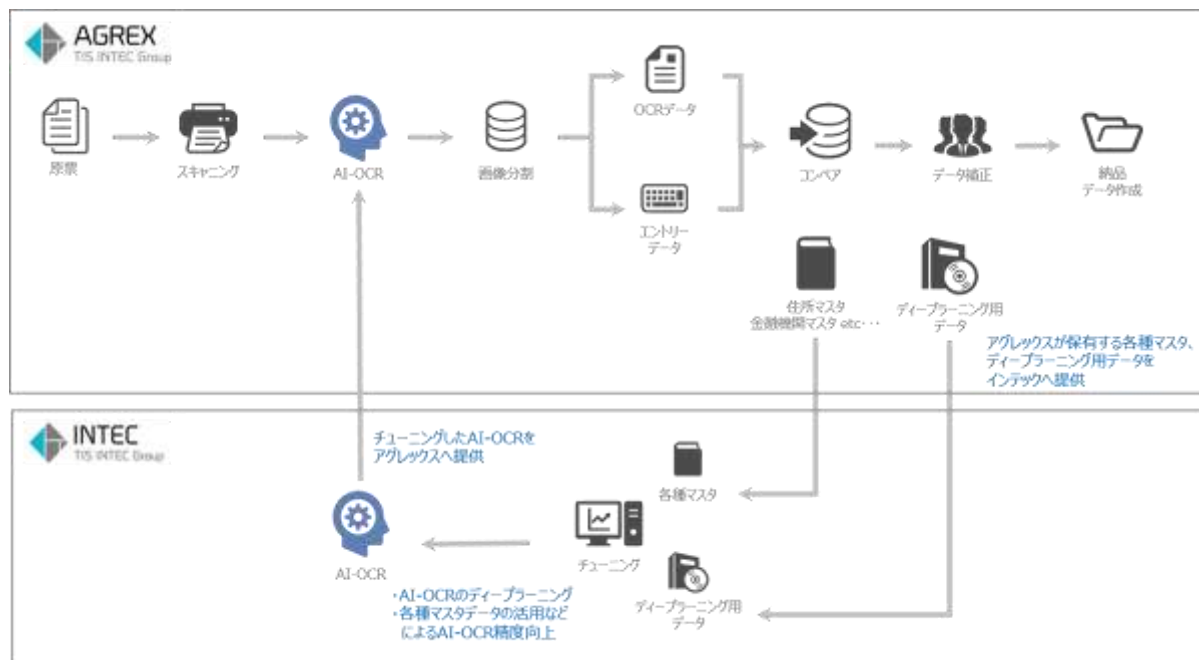 AGREX
TIS INTEC Group
原票
スキャニング
AI-OCR
画像分割
OCRデータ
エントリー
データ
コンペア
データ補正
納品
データ作成
住所マスタ
金融機関マスタ etc・・・
ディープラーニング用
データ
アグレックスが保有する各種マスタ、
ディープラーニング用データを
インテックへ提供
INTEC
TIS INTEC Group
チューニングしたAI-OCRを
アグレックスへ提供
各種マスタ
AI-OCR
チューニング
ディープラーニング用
データ
・AI-OCRのディープラーニング
・各種マスタデータの活用など
によるAI-OCR精度向上